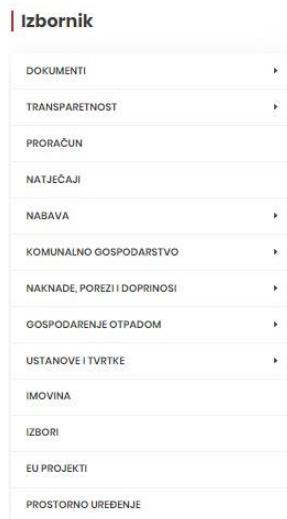 Izbornik
DOKUMENTI
TRANSPARETNOST
PRORAČUN
NATJEČAJI
NABAVA
KOMUNALNO GOSPODARSTVO
NAKNADE, POREZI I DOPRINOSI
GOSPODARENJE OTPADOM
USTANOVE I TVRTKE
IMOVINA
IZBORI
EU PROJEKTI
PROSTORNO UREĐENJE